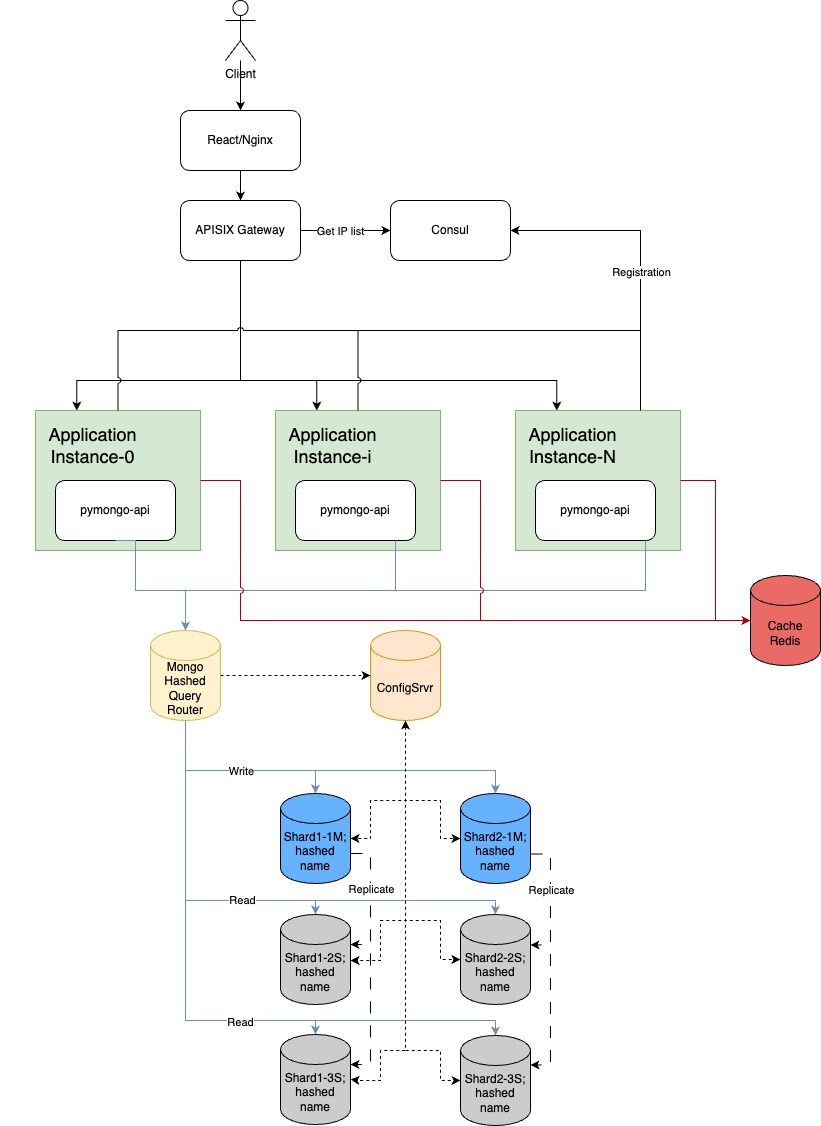 Client
React/Nginx
APISIX Gateway
Get IP list
Consul
Registration
Application
Instance-0
pymongo-api
Application
Instance-i
pymongo-api
Application
Instance-N
pymongo-api
Cache
Redis
Mongo
Hashed
Query
Router
ConfigSrvr
Write
Shard1-1M;
hashed
name
Shard2-1M;
hashed
name
Replicate
Replicate
Read
Shard1-2S;
hashed
name
Shard2-2S;
hashed
name
Read
Shard1-3S;
hashed
name
Shard2-3S;
hashed
name